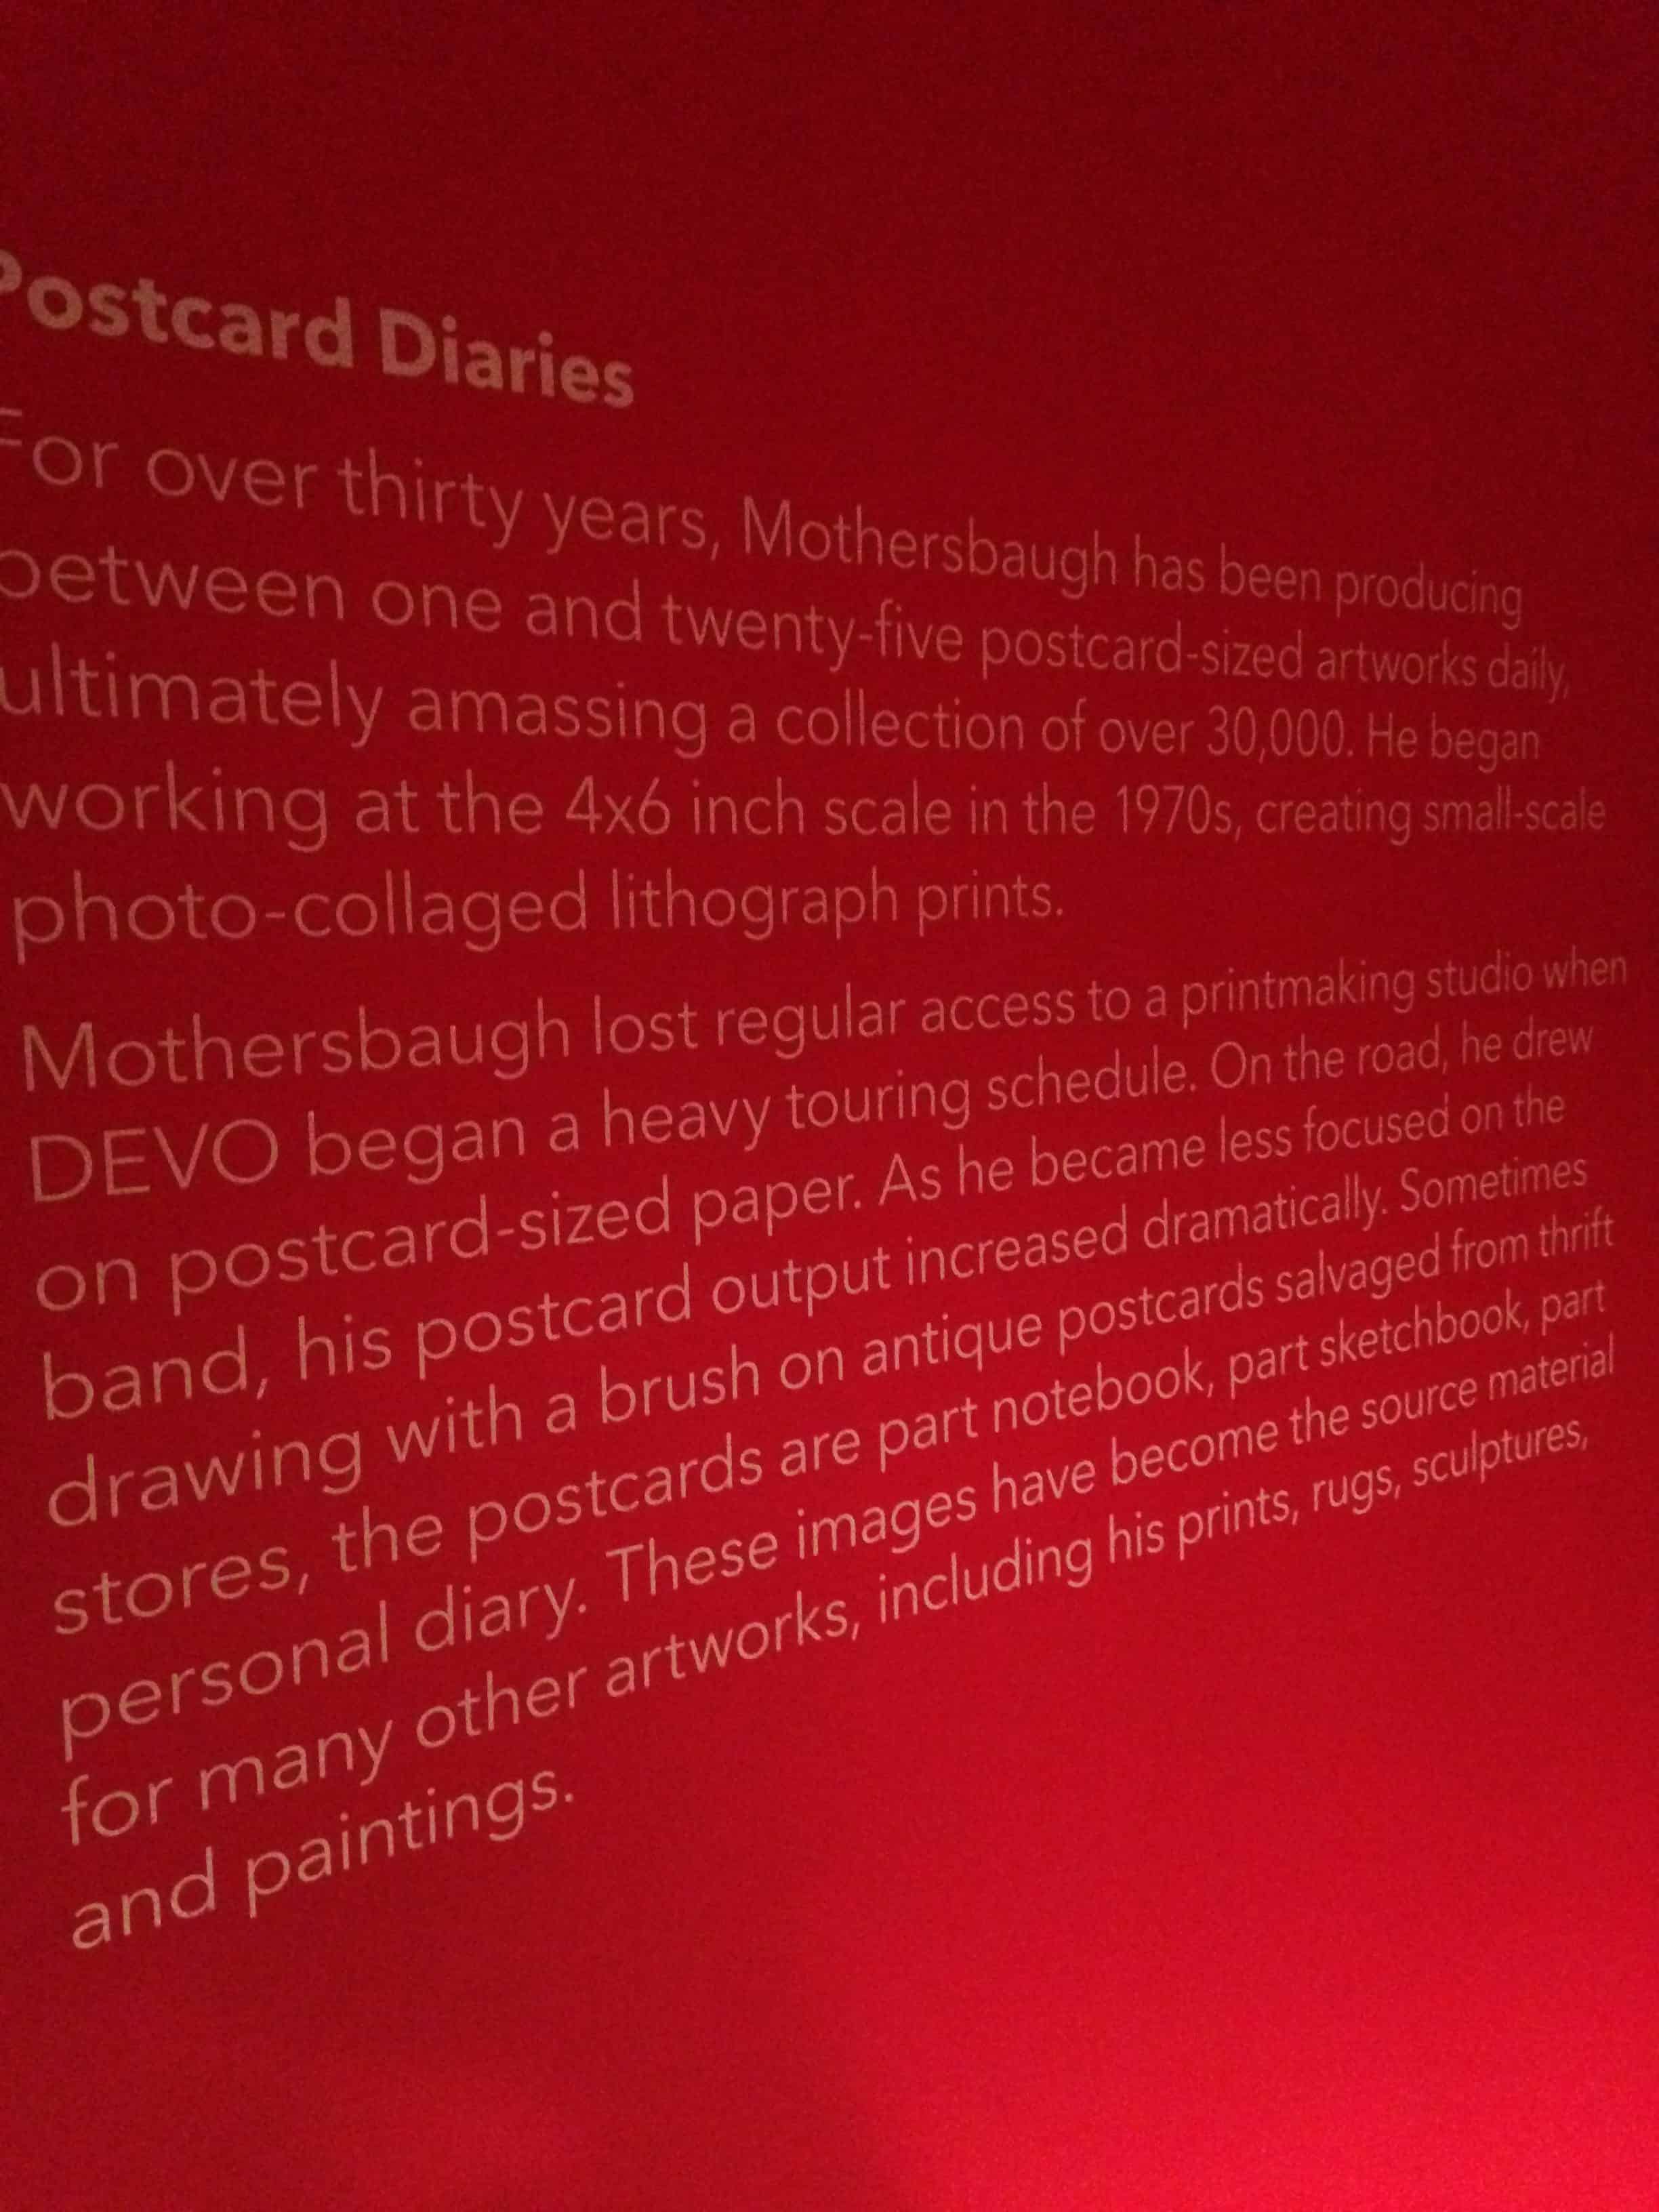 Postcard Diaries
For over thirty years, Mothersbaugh has been producing
between one and twenty-five postcard-sized artworks daily,
ultimately amassing a collection of over 30,000. He began
working at the 4x6 inch scale in the 1970s, creating small-scale
photo-collaged lithograph prints.
Mothersbaugh lost regular access to a printmaking studio when
DEVO began a heavy touring schedule. On the road, he drew
on postcard-sized paper. As he became less focused on the
band, his postcard output increased dramatically. Sometimes
drawing with a brush on antique postcards salvaged from thrift
stores, the postcards are part notebook, part sketchbook, part
personal diary. These images have become the source material
for many other artworks, including his prints, rugs, sculptures,
and paintings.